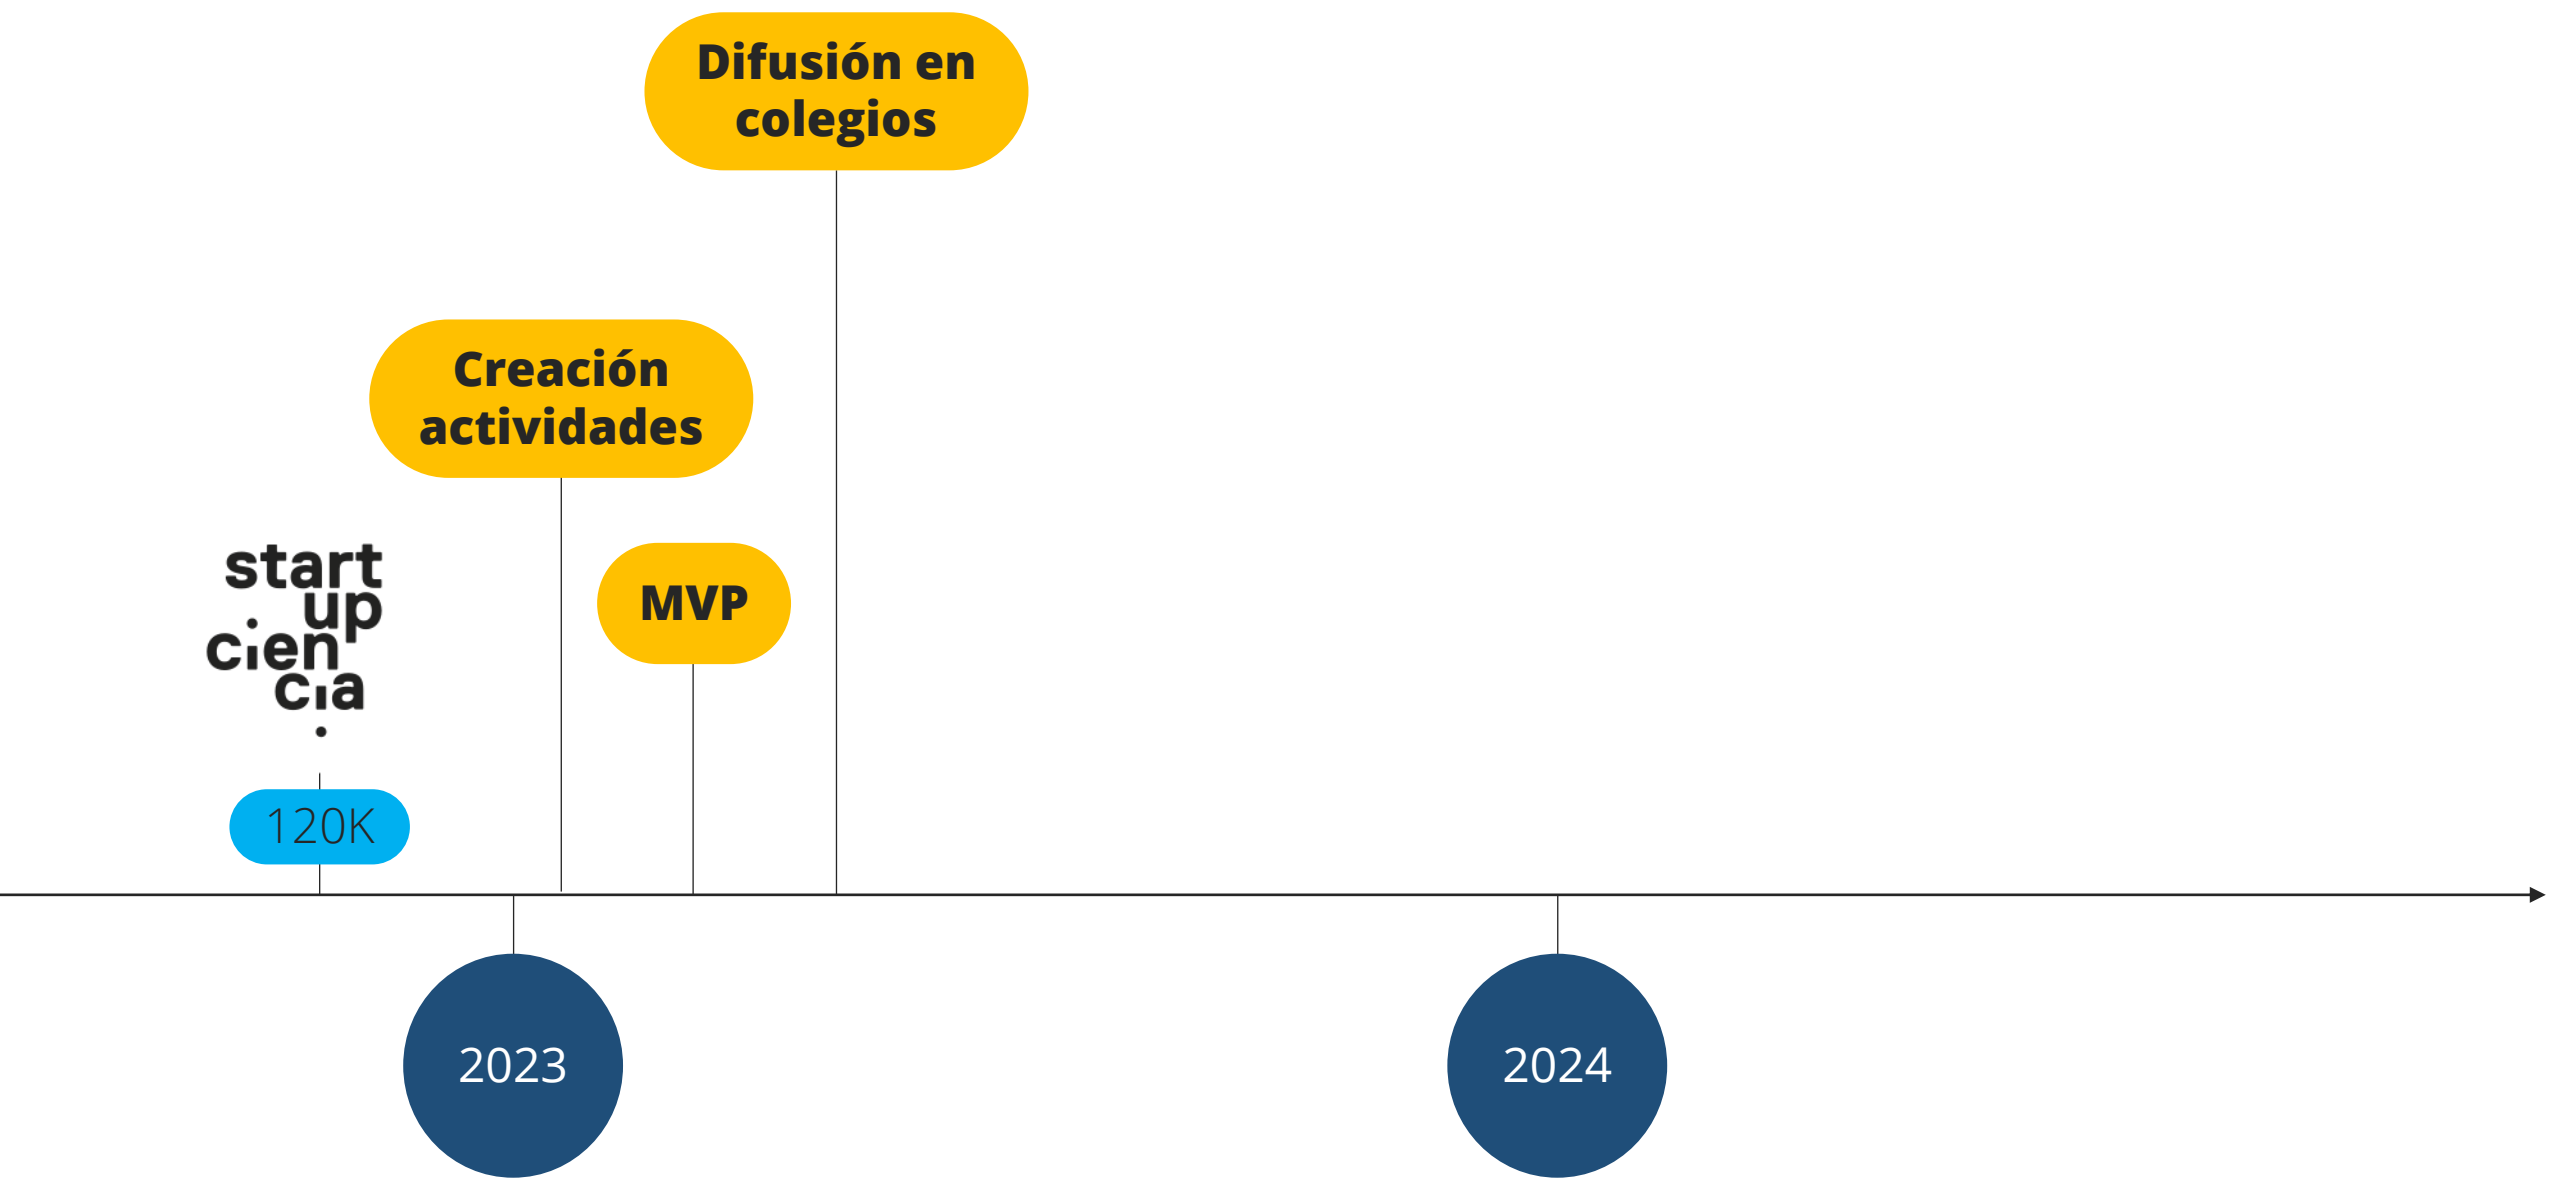 Difusión en
colegios
Creación
actividades
start
up
cien
cia
MVP
120K
2023
2024